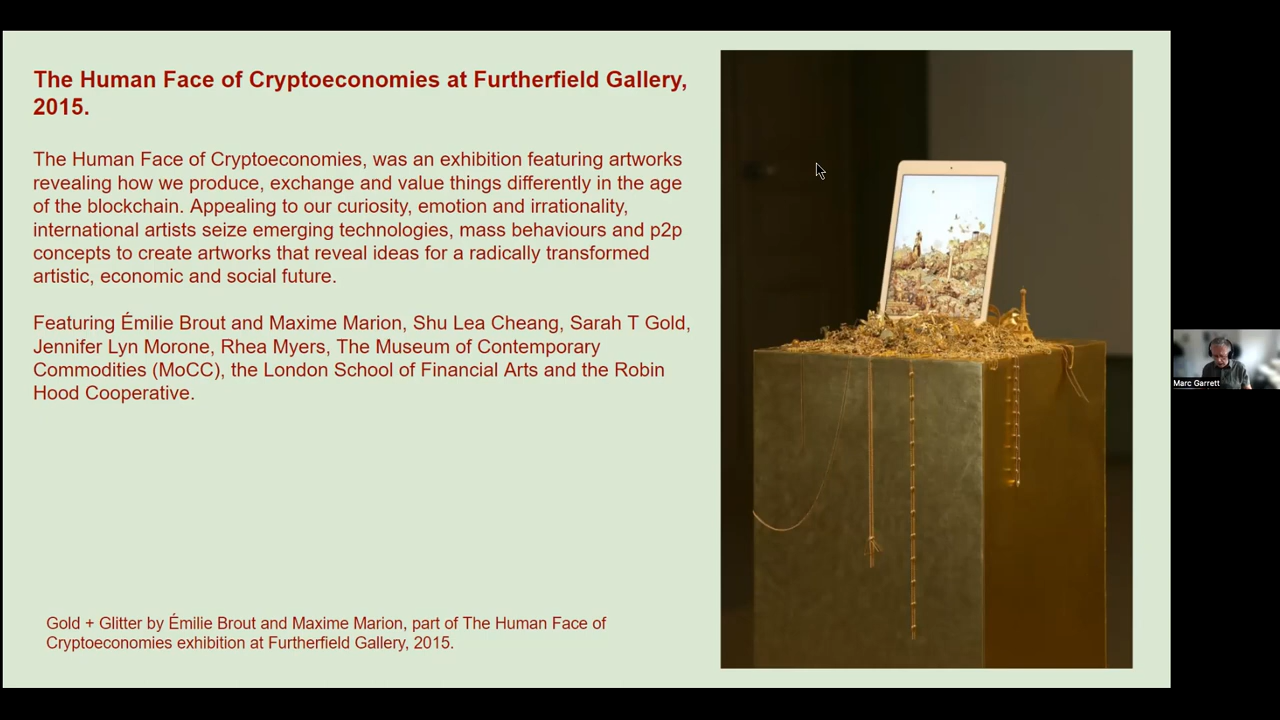 The Human Face of Cryptoeconomies at Furtherfield Gallery,
2015.
The Human Face of Cryptoeconomies, was an exhibition featuring artworks
revealing how we produce, exchange and value things differently in the age
of the blockchain. Appealing to our curiosity, emotion and irrationality,
international artists seize emerging technologies, mass behaviours and p2p
concepts to create artworks that reveal ideas for a radically transformed
artistic, economic and social future.
Featuring Émilie Brout and Maxime Marion, Shu Lea Cheang, Sarah T Gold,
Jennifer Lyn Morone, Rhea Myers, The Museum of Contemporary
Commodities (MoCC), the London School of Financial Arts and the Robin
Hood Cooperative.
Gold + Glitter by Émilie Brout and Maxime Marion, part of The Human Face of
Cryptoeconomies exhibition at Furtherfield Gallery, 2015.
Marc Garrett